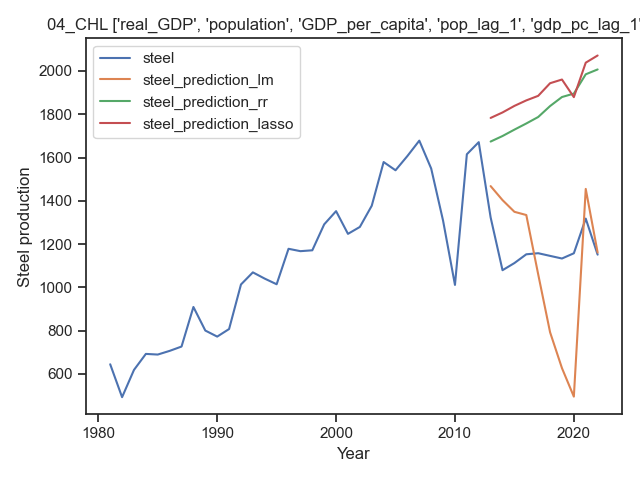 04_CHL ['real_GDP', 'population', 'GDP_per_capita', 'pop_lag_1', 'gdp_pc_lag_1'
steel
steel_prediction_lm
steel_prediction_rr
steel_prediction_lasso
Steel production
2000
1800
1600
1400
1200
1000
800
600
1980
1990
2000
2010
2020
Year